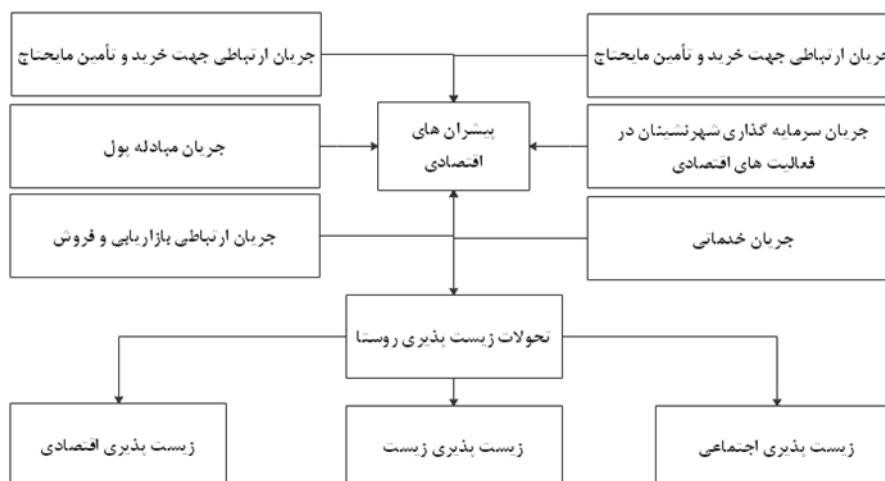 جریان ارتباطی جهت خرید و تأمین مایحتاج
جریان ارتباطی جهت خرید و تأمین مایحتاج
پیشران های
اقتصادی
جریان سرمایه گذاری شهرنشینان در
فعالیت های اقتصادی
جریان مبادله پول
جریان خدماتی
جریان ارتباطی بازاریابی و فروش
تحولات زیست پذیری روستا
زیست پذیری اجتماعی
زیست پذیری زیست
زیست پذیری اقتصادی